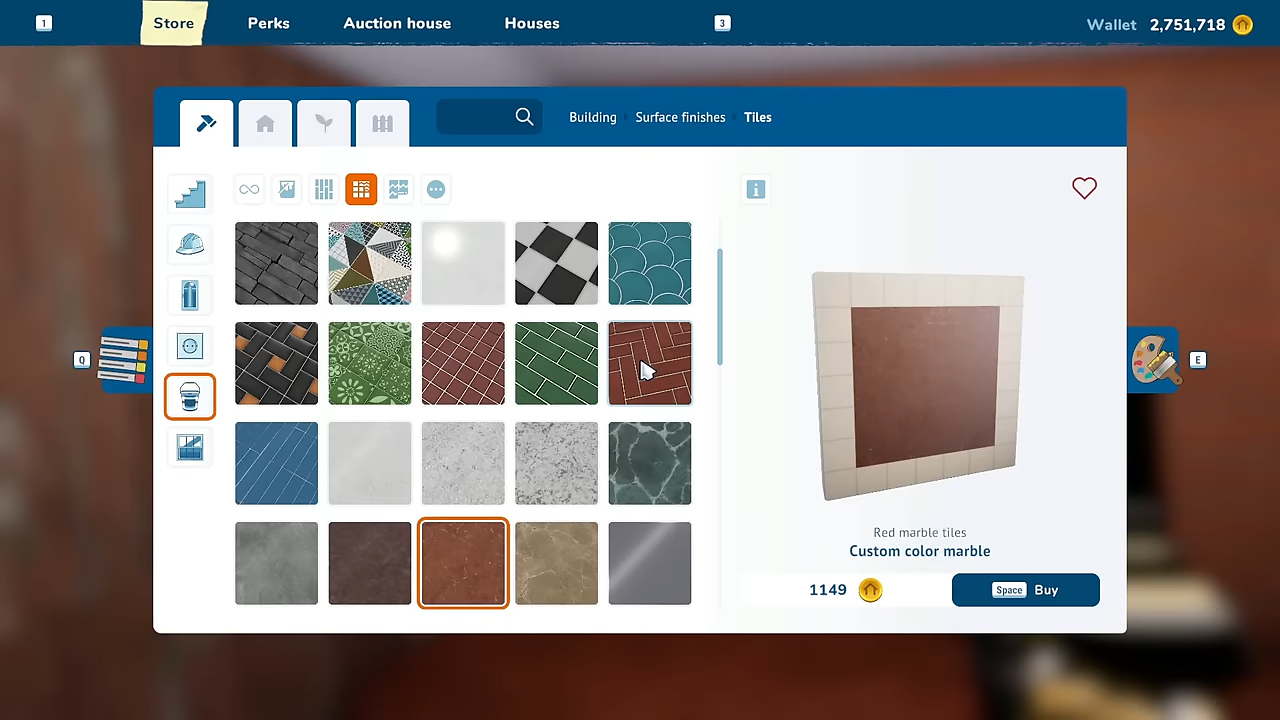 1
Store
Perks
Auction house
Houses
3
Wallet 2,751,718
Building
Surface finishes
Tiles
Q
E
Red marble tiles
Custom color marble
1149
Space Buy